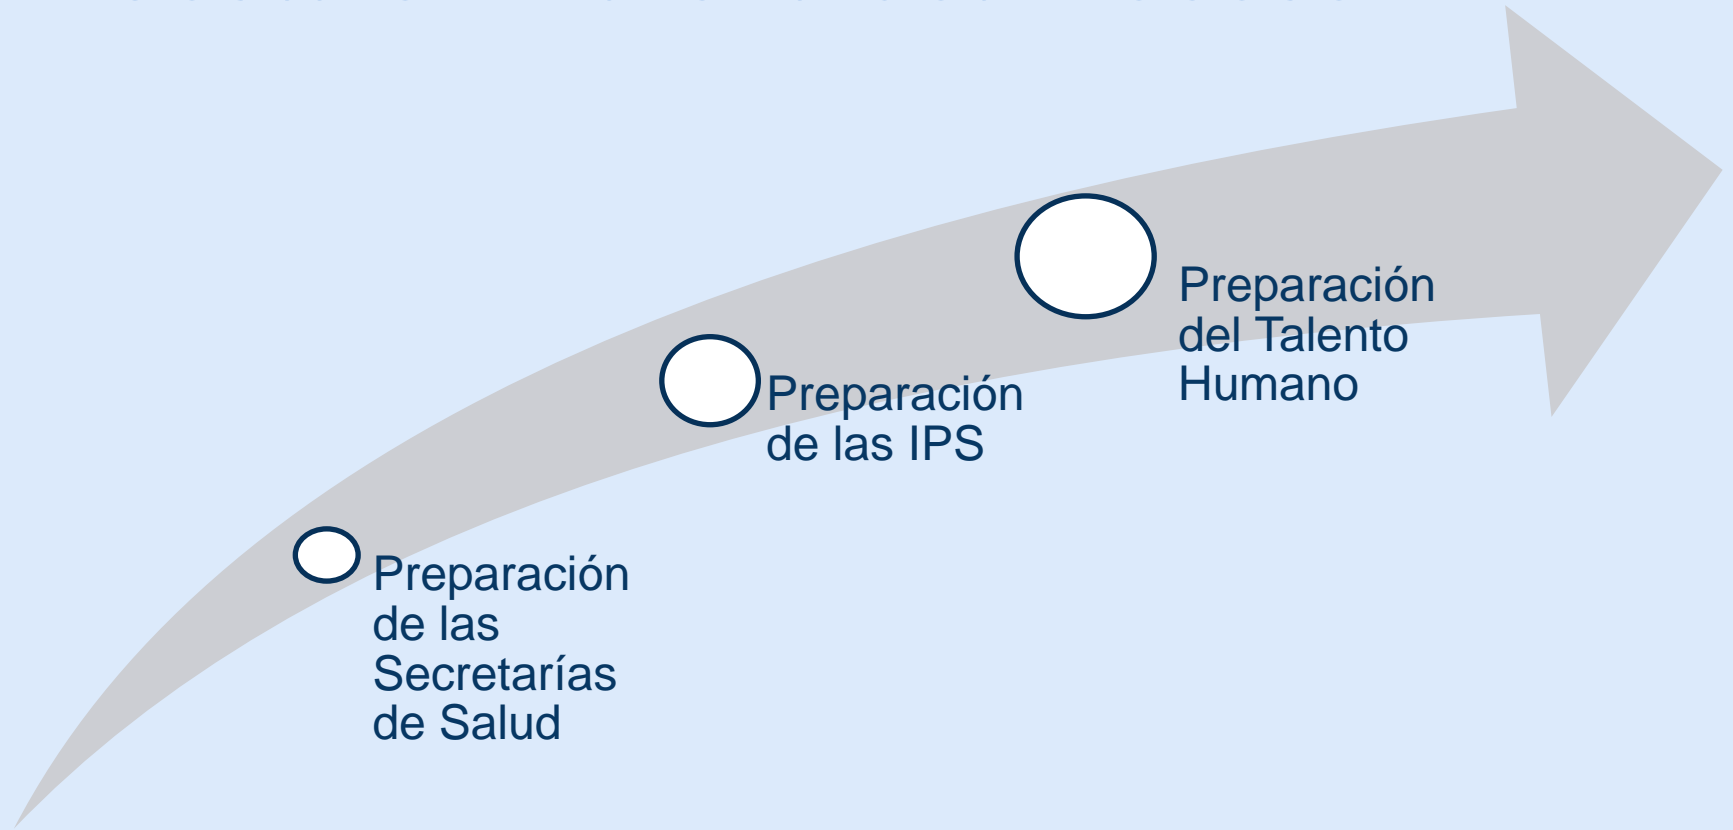 Preparación
de las
Secretarías
de Salud
Preparación
de las IPS
Preparación
del Talento
Humano